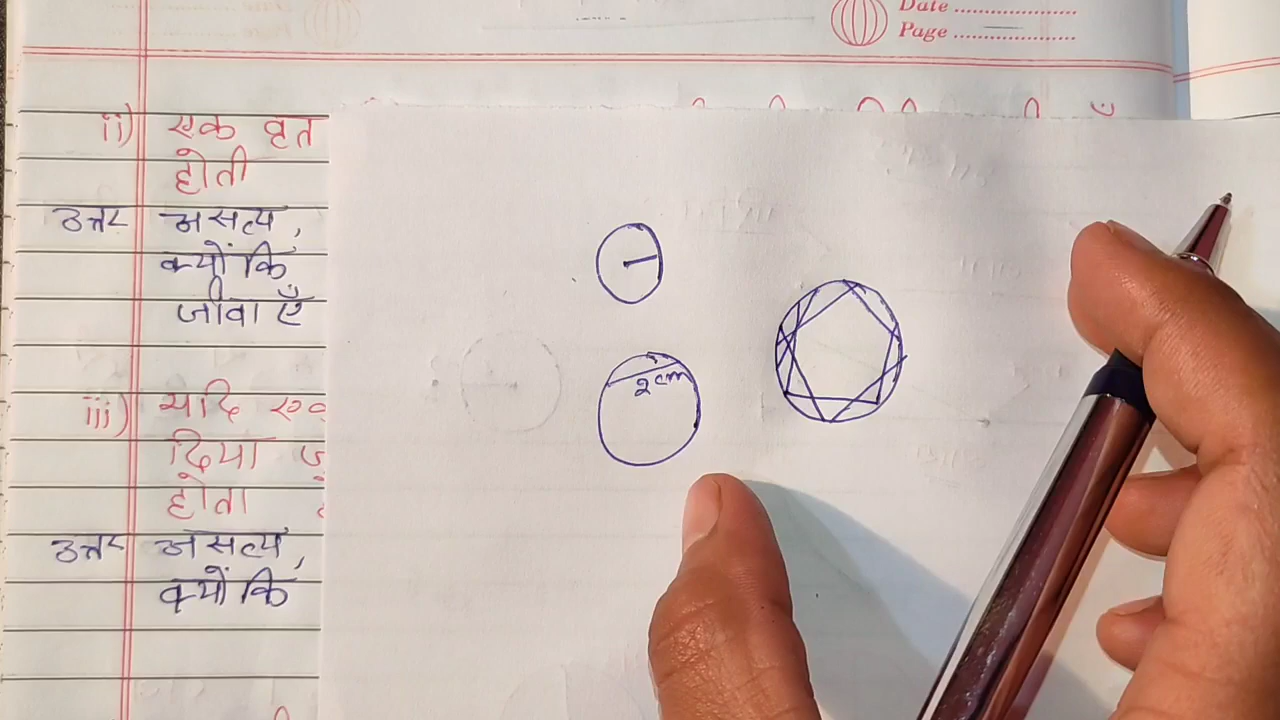 Date
Page
ii) एक वृत
होती
उत्तर असत्य,
क्योंकि
जीवाएँ
2 cm
iii) यदि
दिया
होता
उत्तर असत्य,
क्योंकि